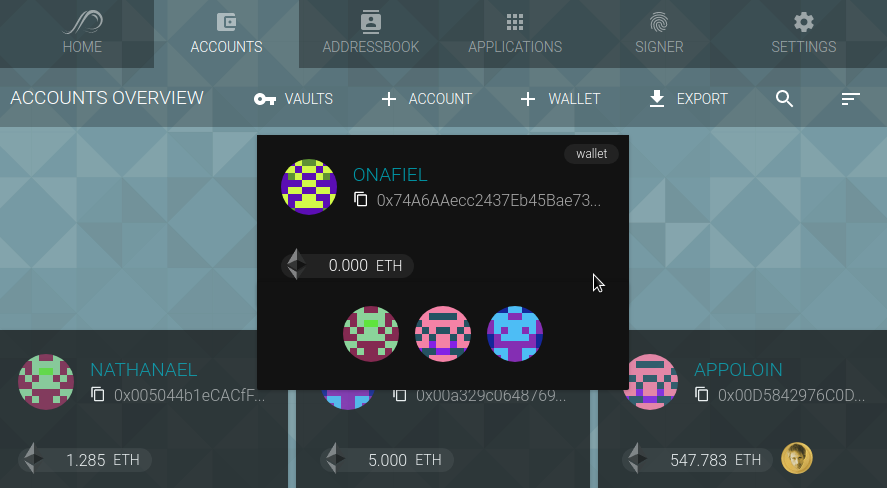 HOME
ACCOUNTS
ADDRESSBOOK
APPLICATIONS
SIGNER
SETTINGS
ACCOUNTS OVERVIEW
VAULTS
ACCOUNT
WALLET
EXPORT
wallet
ONAFIEL
0x74A6AAecc2437Eb45Bae73...
0.000 ETH
NATHANAEL
0x005044b1eCACfF...
1.285 ETH
0x00a329c0648769...
5.000 ETH
APPOLOIN
0x00D5842976C0D...
547.783 ETH